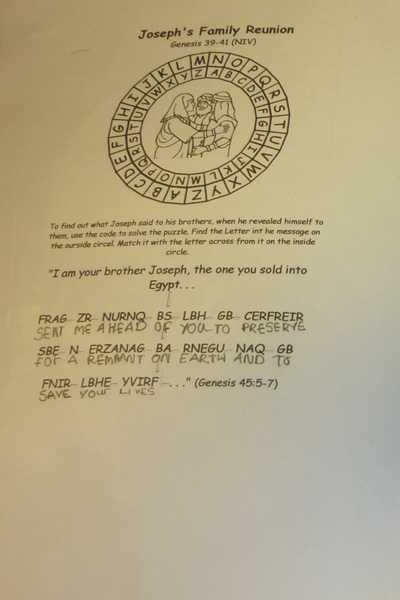 Joseph's Family Reunion
Genesis 39-41 (NIV)
A B C D E F G H I J K L M N O P Q R S T U V W X Y Z
N O P Q R S T U V W X Y Z A B C D E F G H I J K L M
To find out what Joseph said to his brothers, when he revealed himself to
them, use the code to solve the puzzle. Find the Letter int he message on
the ourside circel. Match it with the letter across from it on the inside
circle.
"I am your brother Joseph, the one you sold into
Egypt...
FRAG ZR NURNQ BS LBH GB CERFREIR
SENT ME AHEAD OF YOU TO PRESERVE
SBE N ERZANAG BA RNEGU NAQ GB
FOR A REMNANT ON EARTH AND TO
FNIR LBHE YVIRF ..." (Genesis 45:5-7)
SAVE YOUR LIVES